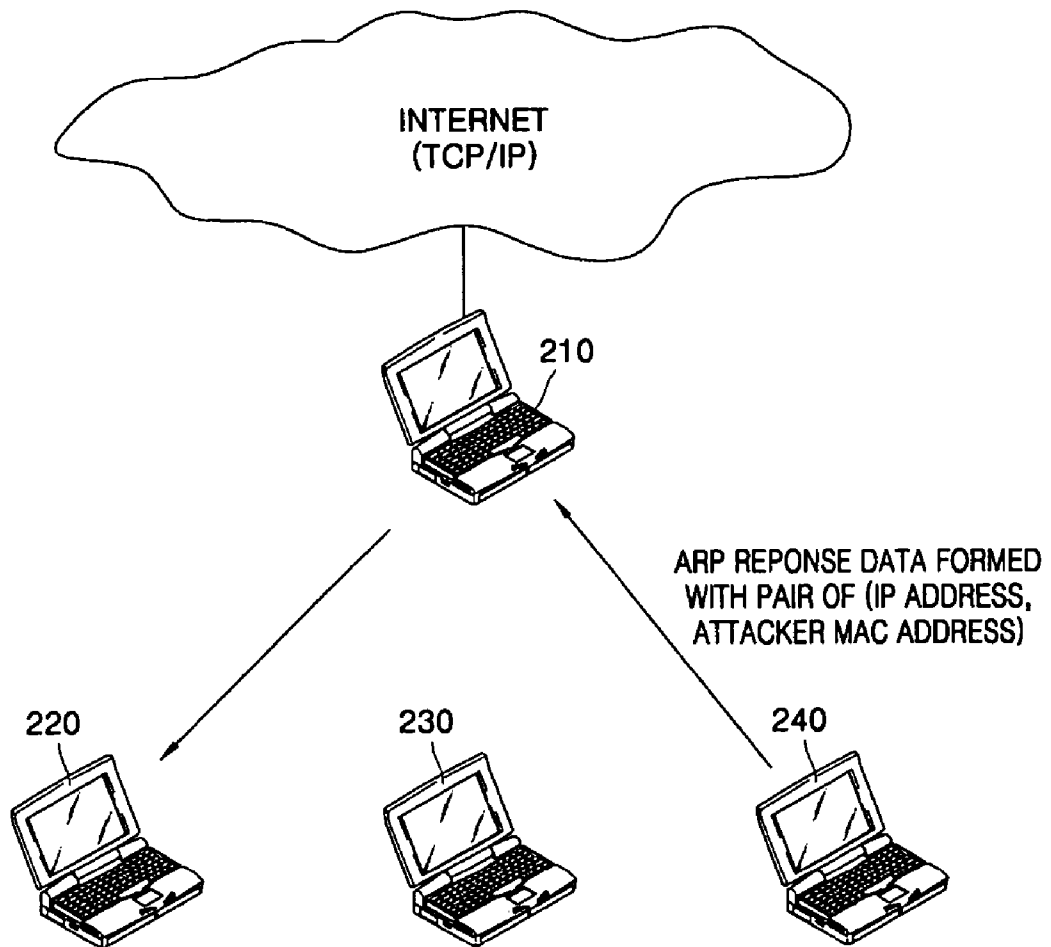 INTERNET
(TCP/IP)
210
ARP REPONSE DATA FORMED
WITH PAIR OF (IP ADDRESS,
ATTACKER MAC ADDRESS)
220
230
240